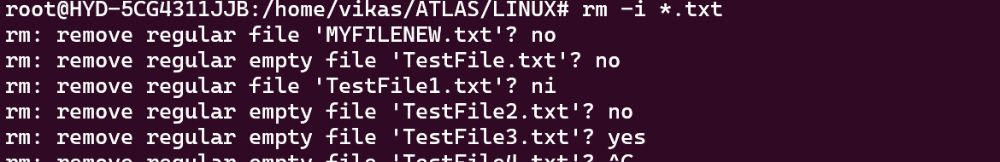 root@HYD-5CG4311JJB:/home/vikas/ATLAS/LINUX# rm -i *.txt
rm: remove regular file 'MYFILENEW.txt'? no
rm: remove regular empty file 'TestFile.txt'? no
rm: remove regular file 'TestFile1.txt'? ni
rm: remove regular empty file 'TestFile2.txt'? no
rm: remove regular empty file 'TestFile3.txt'? yes
rm: remove regular empty file 'TestFile4.txt'? ^C